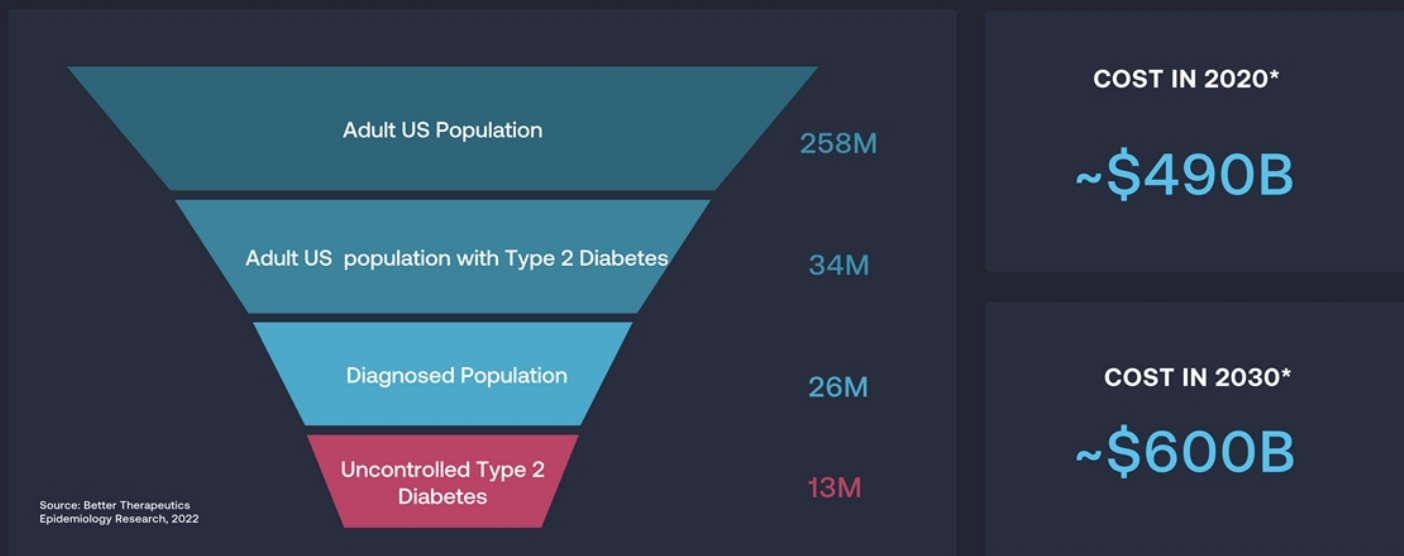 Adult US Population
258M
Adult US population with Type 2 Diabetes
34M
Diagnosed Population
26M
Uncontrolled Type 2
Diabetes
13M
Source: Better Therapeutics
Epidemiology Research, 2022
COST IN 2020*
~$490B
COST IN 2030*
~$600B